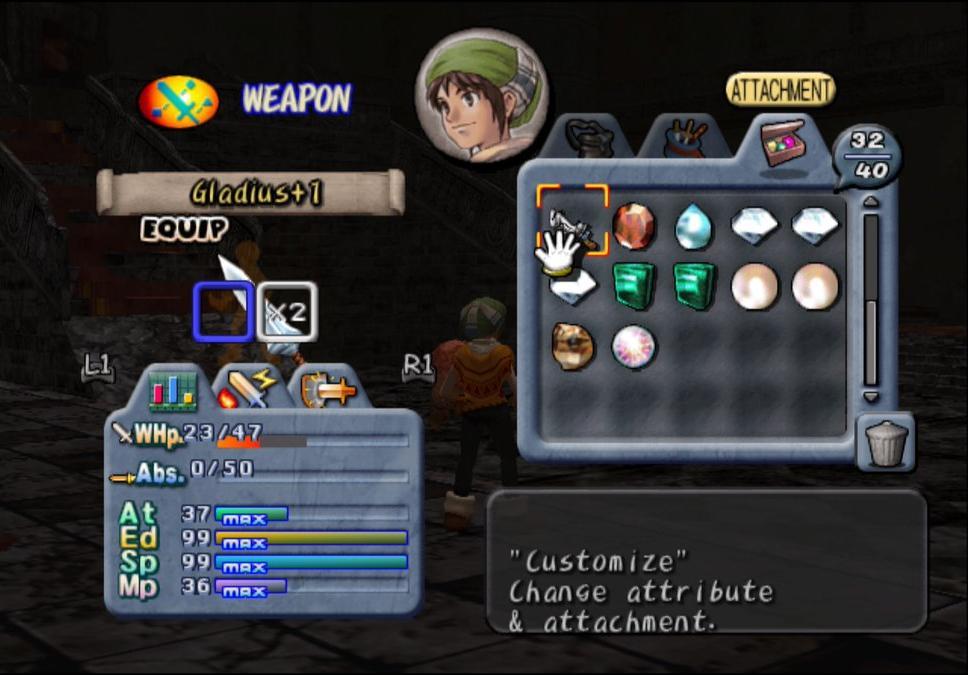 WEAPON
ATTACHMENT
32
40
Gladius+1
EQUIP
×2
L1
R1
WHp. 23/47
Abs. 0/50
At 37 max
Ed 99 max
Sp 99 max
Mp 36 max
"Customize"
Change attribute
& attachment.